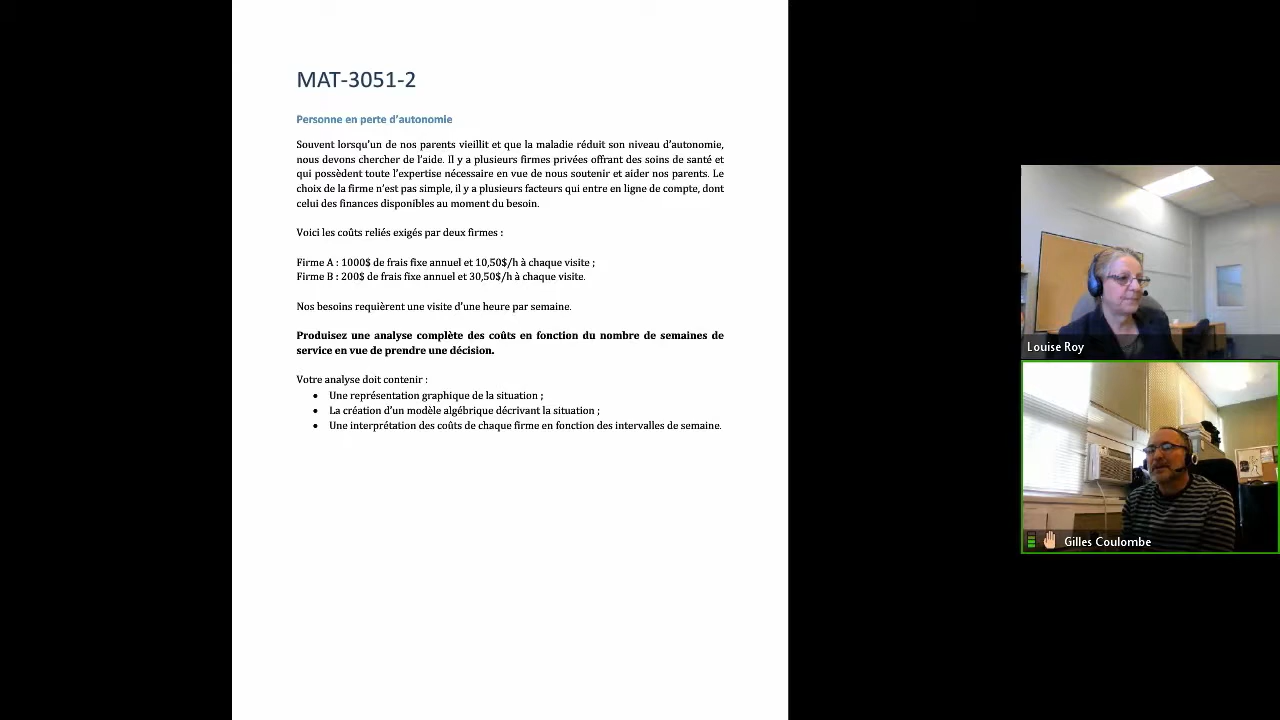 MAT-3051-2
Personne en perte d'autonomie
Souvent lorsqu'un de nos parents vieillit et que la maladie réduit son niveau d'autonomie,
nous devons chercher de l'aide. Il y a plusieurs firmes privées offrant des soins de santé et
qui possèdent toute l'expertise nécessaire en vue de nous soutenir et aider nos parents. Le
choix de la firme n'est pas simple, il y a plusieurs facteurs qui entre en ligne de compte, dont
celui des finances disponibles au moment du besoin.
Voici les coûts reliés exigés par deux firmes :
Firme A : 1000$ de frais fixe annuel et 10,50$/h à chaque visite ;
Firme B : 200$ de frais fixe annuel et 30,50$/h à chaque visite.
Nos besoins requièrent une visite d'une heure par semaine.
Produisez une analyse complète des coûts en fonction du nombre de semaines de
service en vue de prendre une décision.
Votre analyse doit contenir :
• Une représentation graphique de la situation ;
• La création d'un modèle algébrique décrivant la situation ;
• Une interprétation des coûts de chaque firme en fonction des intervalles de semaine.
Louise Roy
Gilles Coulombe